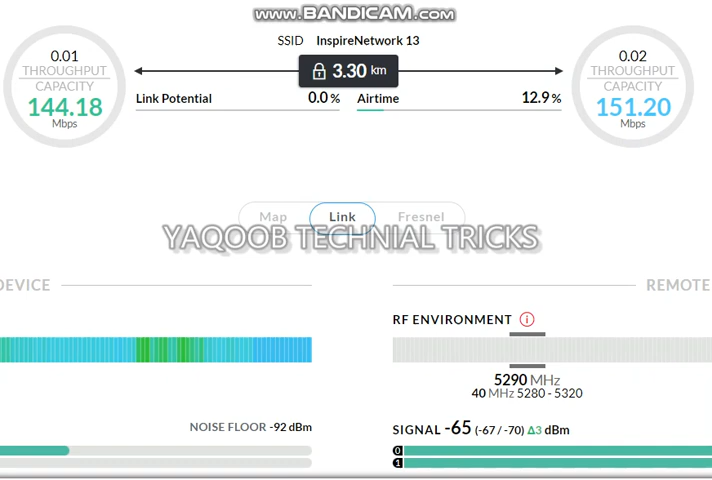 www.BANDICAM.com
SSID InspireNetwork 13
0.01
THROUGHPUT
CAPACITY
144.18
Mbps
3.30 km
0.02
THROUGHPUT
CAPACITY
151.20
Mbps
Link Potential 0.0 %
Airtime 12.9 %
Map Link Fresnel
YAQOOB TECHNIAL TRICKS
DEVICE
REMOTE
RF ENVIRONMENT
5290 MHz
40 MHz 5280 - 5320
NOISE FLOOR -92 dBm
SIGNAL -65 (-67 / -70) Δ3 dBm
0
1